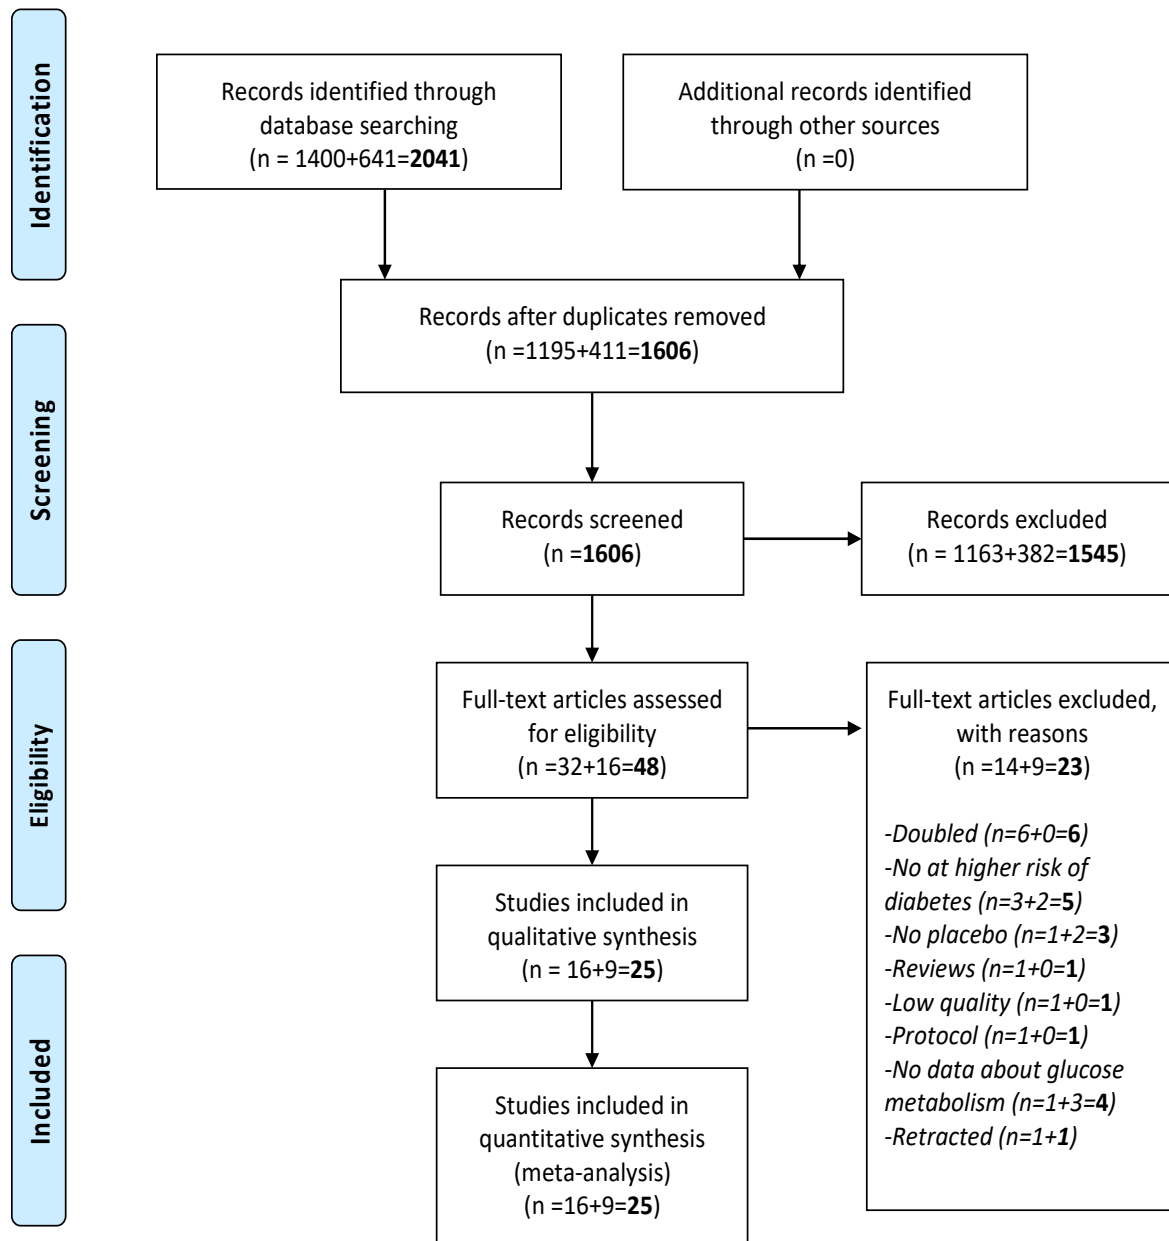 Identification
Records identified through
database searching
(n = 1400+641=2041)
Additional records identified
through other sources
(n =0)
Records after duplicates removed
(n =1195+411=1606)
Screening
Records screened
(n =1606)
Records excluded
(n = 1163+382=1545)
Eligibility
Full-text articles assessed
for eligibility
(n =32+16=48)
Full-text articles excluded,
with reasons
(n =14+9=23)
-Doubled (n=6+0=6)
-No at higher risk of
diabetes (n=3+2=5)
-No placebo (n=1+2=3)
-Reviews (n=1+0=1)
-Low quality (n=1+0=1)
-Protocol (n=1+0=1)
-No data about glucose
metabolism (n=1+3=4)
-Retracted (n=1+1)
Studies included in
qualitative synthesis
(n = 16+9=25)
Included
Studies included in
quantitative synthesis
(meta-analysis)
(n =16+9=25)